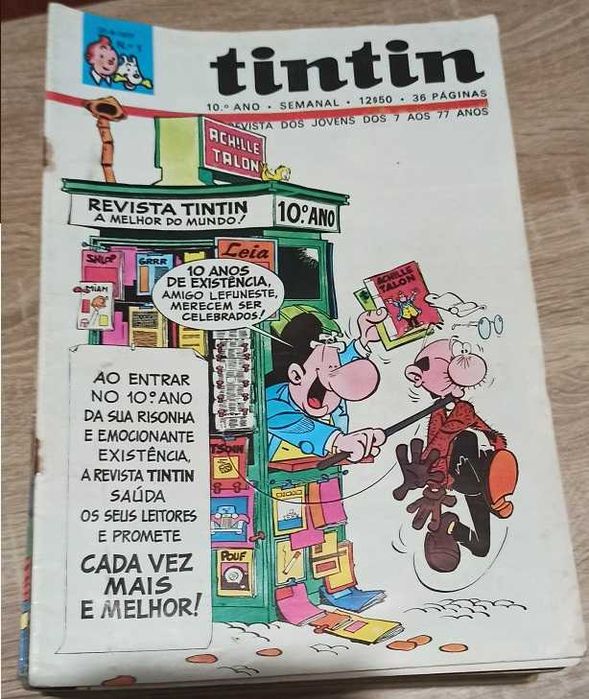 N.º 1
tintin
10.º ANO • SEMANAL • 12$50 • 36 PÁGINAS
REVISTA DOS JOVENS DOS 7 AOS 77 ANOS
ACHILLE
TALON
REVISTA TINTIN
A MELHOR DO MUNDO!
10.º ANO
SHLOP
GRRR
Leia
MIAM
10 ANOS
DE EXISTÊNCIA,
AMIGO LEFUNESTE,
MERECEM SER
CELEBRADOS!
ACHILLE
TALON
AO ENTRAR
NO 10.º ANO
DA SUA RISONHA
E EMOCIONANTE
EXISTÊNCIA,
A REVISTA TINTIN
SAÚDA
OS SEUS LEITORES
E PROMETE
CADA VEZ
MAIS
E MELHOR!
POUF